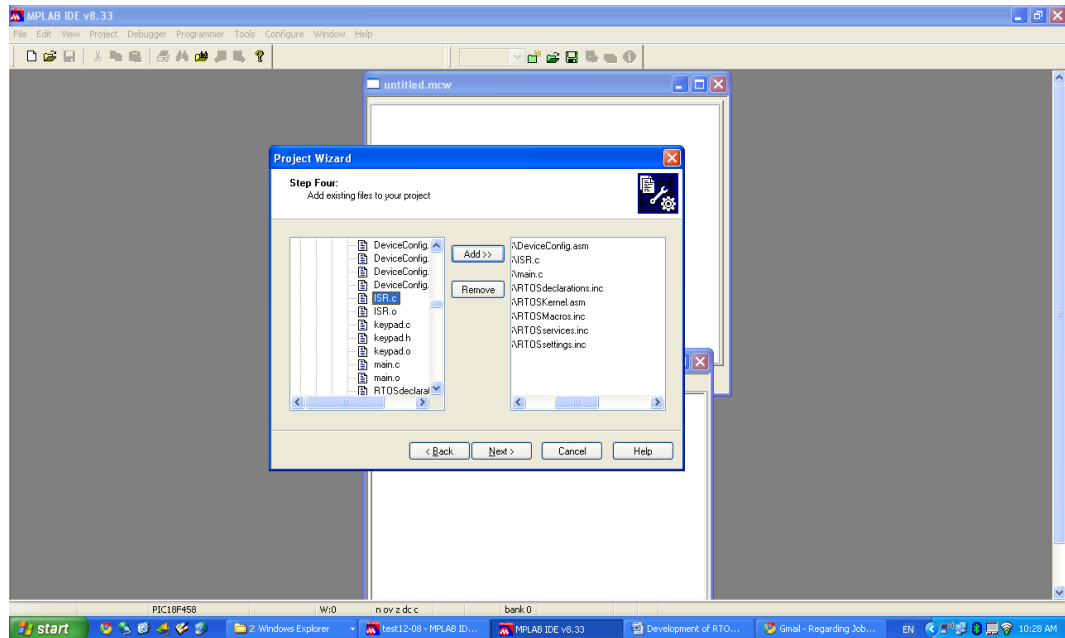 MPLAB IDE v8.33
File Edit View Project Debugger Programmer Tools Configure Window Help
untitled.mcw
Project Wizard
Step Four:
Add existing files to your project
DeviceConfig.
DeviceConfig.
DeviceConfig.
DeviceConfig.
ISR.c
ISR.o
keypad.c
keypad.h
keypad.o
main.c
main.o
RTOSdeclarat
Add >>
Remove
\DeviceConfig.asm
\ISR.c
\main.c
\RTOSdeclarations.inc
\RTOSKernel.asm
\RTOSMacros.inc
\RTOSservices.inc
\RTOSsettings.inc
< Back Next > Cancel Help
PIC18F458 W:0 n ov z dc c bank 0
start 2 Windows Explorer test12-08 - MPLAB ID... MPLAB IDE v8.33 Development of RTO... Gmail - Regarding Job... EN 10:28 AM